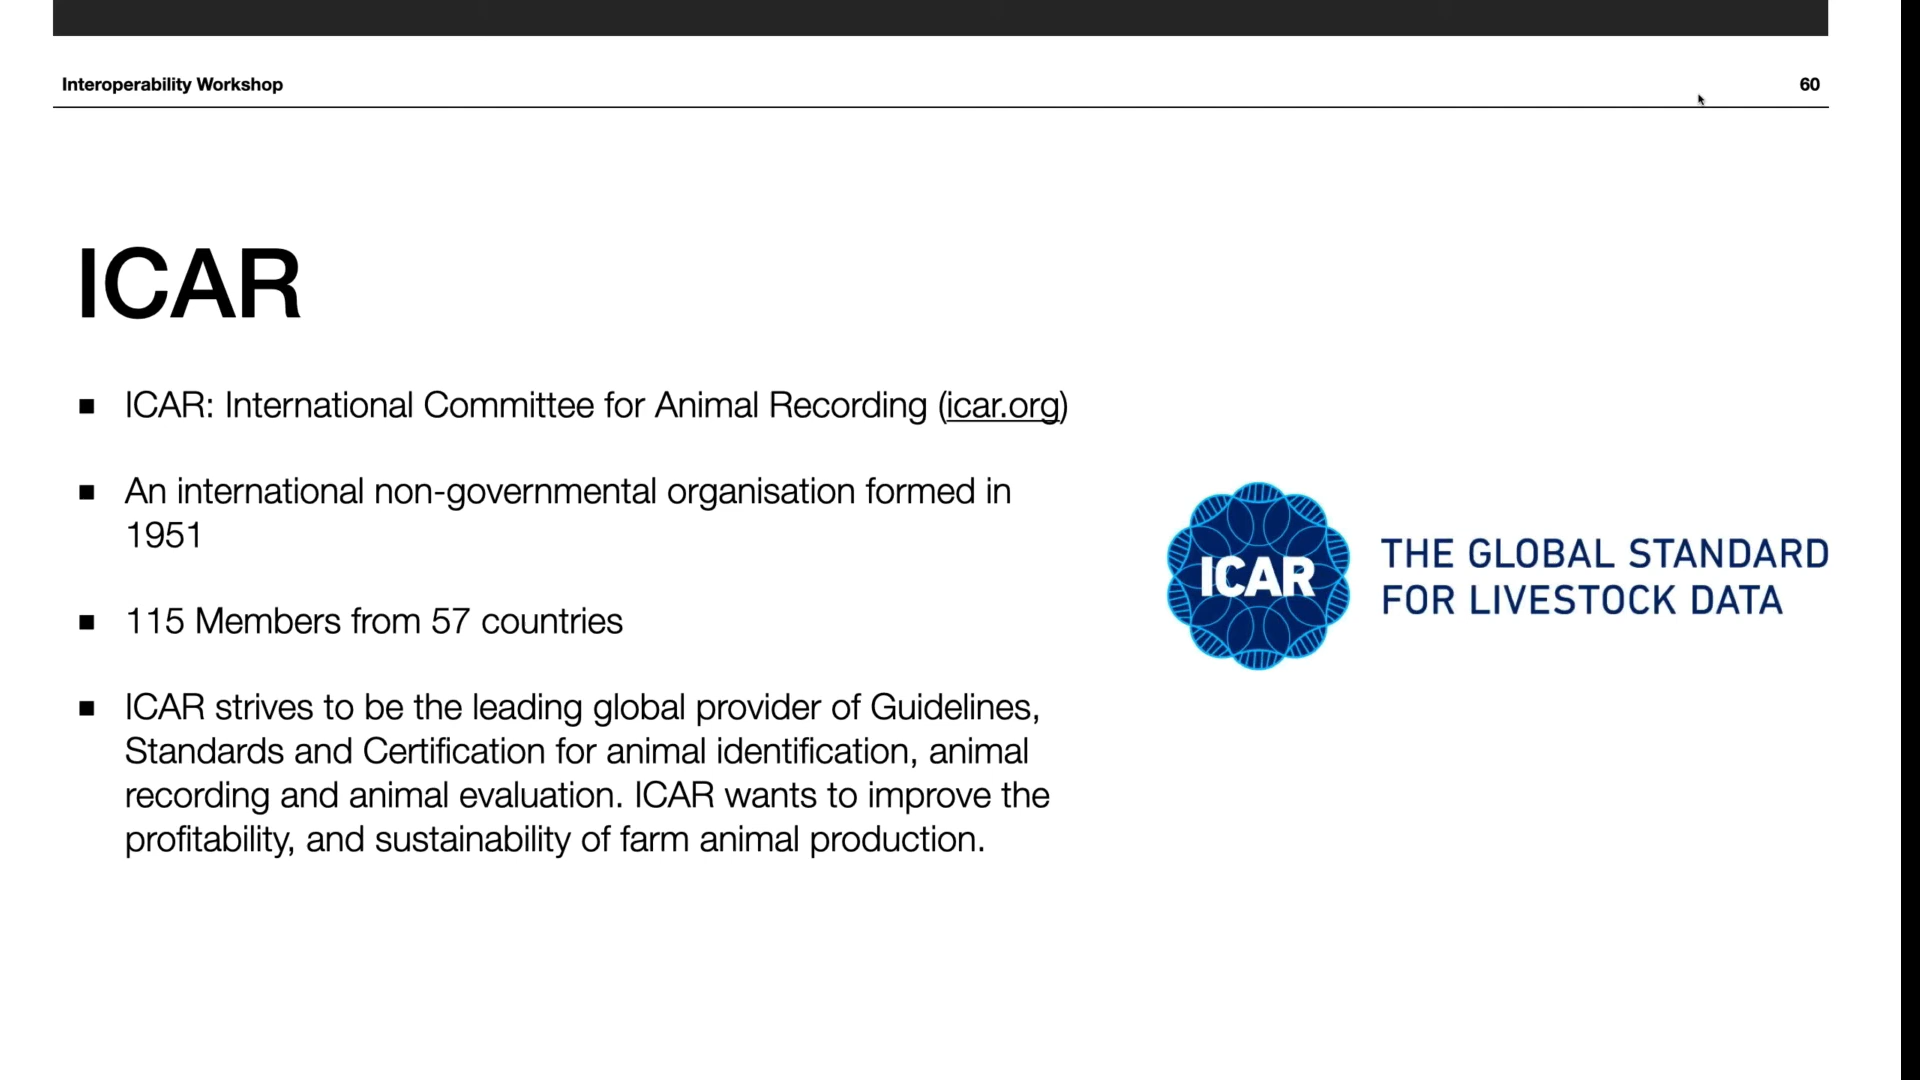 Interoperability Workshop
60
ICAR
■ ICAR: International Committee for Animal Recording (icar.org)
■ An international non-governmental organisation formed in
1951
■ 115 Members from 57 countries
■ ICAR strives to be the leading global provider of Guidelines,
Standards and Certification for animal identification, animal
recording and animal evaluation. ICAR wants to improve the
profitability, and sustainability of farm animal production.
ICAR
THE GLOBAL STANDARD
FOR LIVESTOCK DATA